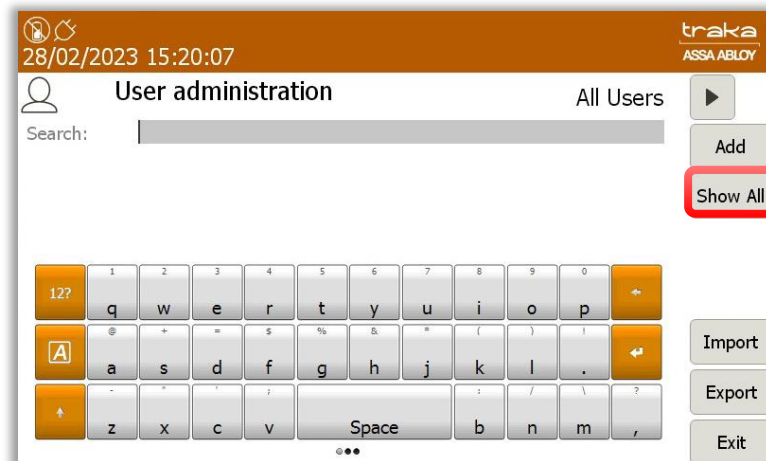 traka
28/02/2023 15:20:07
ASSA ABLOY
User administration
All Users
Search:
Add
Show All
12?
1 2 3 4 5 6 7 8 9 0
q w e r t y u i o p
@ + = $ % & * ( ) !
A a s d f g h j k l .
- " ' ; : / \ ?
z x c v Space b n m ,
Import
Export
Exit